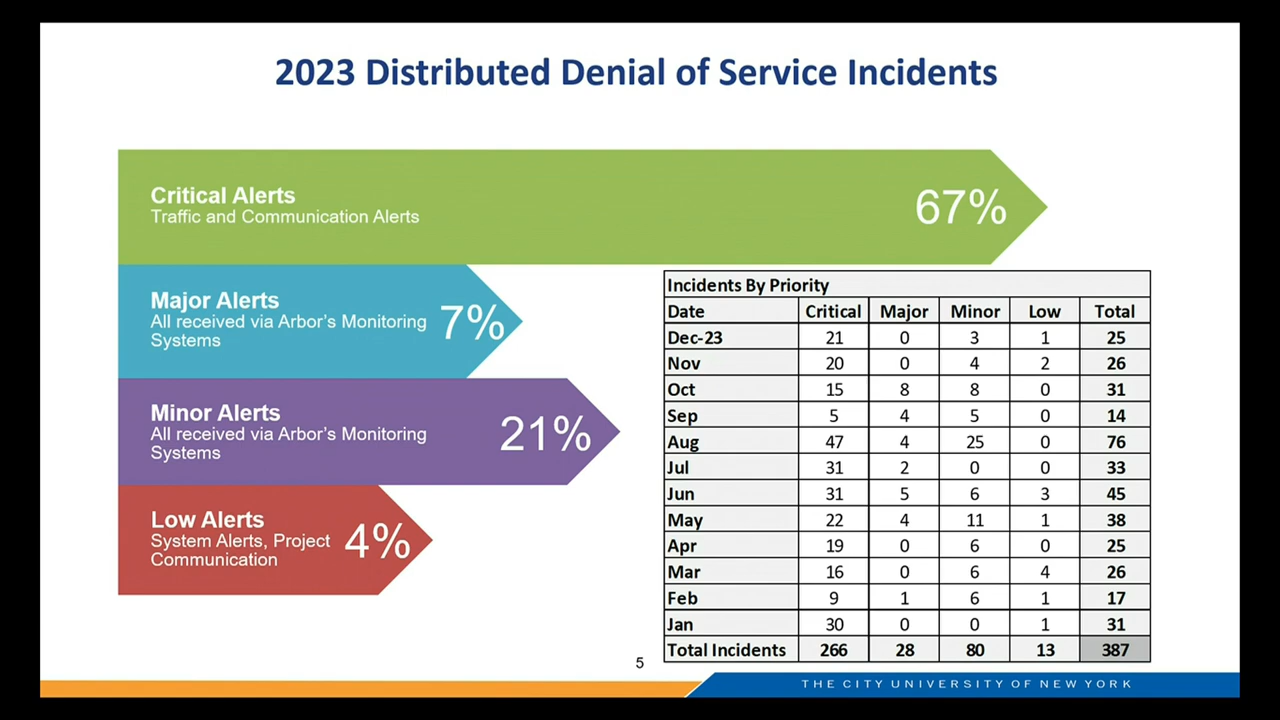 2023 Distributed Denial of Service Incidents
Critical Alerts
Traffic and Communication Alerts
67%
Major Alerts
All received via Arbor's Monitoring
Systems
7%
Minor Alerts
All received via Arbor's Monitoring
Systems
21%
Low Alerts
System Alerts, Project
Communication
4%
Incidents By Priority
Date Critical Major Minor Low Total
Dec-23 21 0 3 1 25
Nov 20 0 4 2 26
Oct 15 8 8 0 31
Sep 5 4 5 0 14
Aug 47 4 25 0 76
Jul 31 2 0 0 33
Jun 31 5 6 3 45
May 22 4 11 1 38
Apr 19 0 6 0 25
Mar 16 0 6 4 26
Feb 9 1 6 1 17
Jan 30 0 0 1 31
Total Incidents 266 28 80 13 387
5
THE CITY UNIVERSITY OF NEW YORK